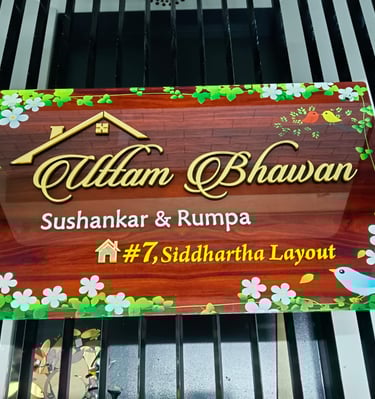 Uttam Bhawan
Sushankar & Rumpa
#7, Siddhartha Layout